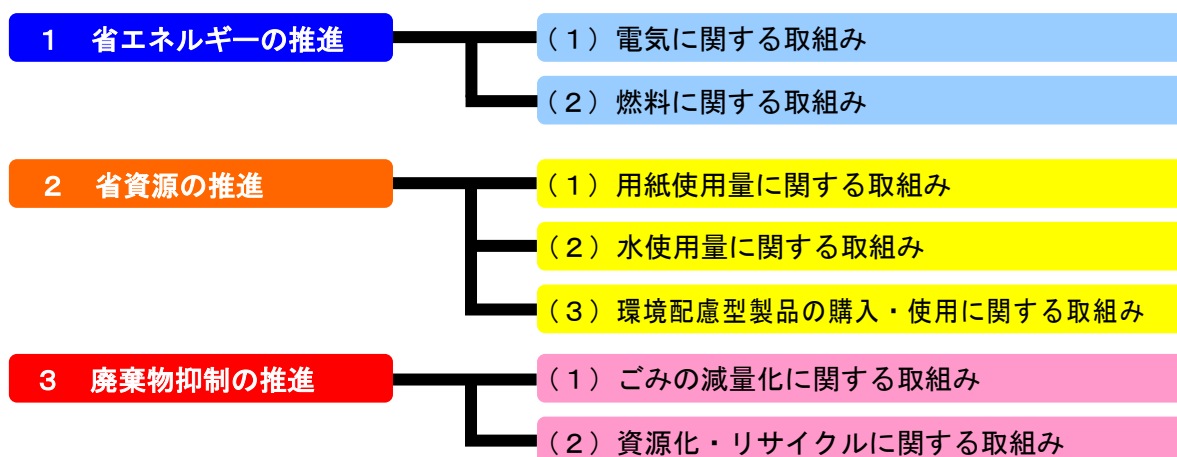 １　省エネルギーの推進
（１）電気に関する取組み
（２）燃料に関する取組み
２　省資源の推進
（１）用紙使用量に関する取組み
（２）水使用量に関する取組み
（３）環境配慮型製品の購入・使用に関する取組み
３　廃棄物抑制の推進
（１）ごみの減量化に関する取組み
（２）資源化・リサイクルに関する取組み